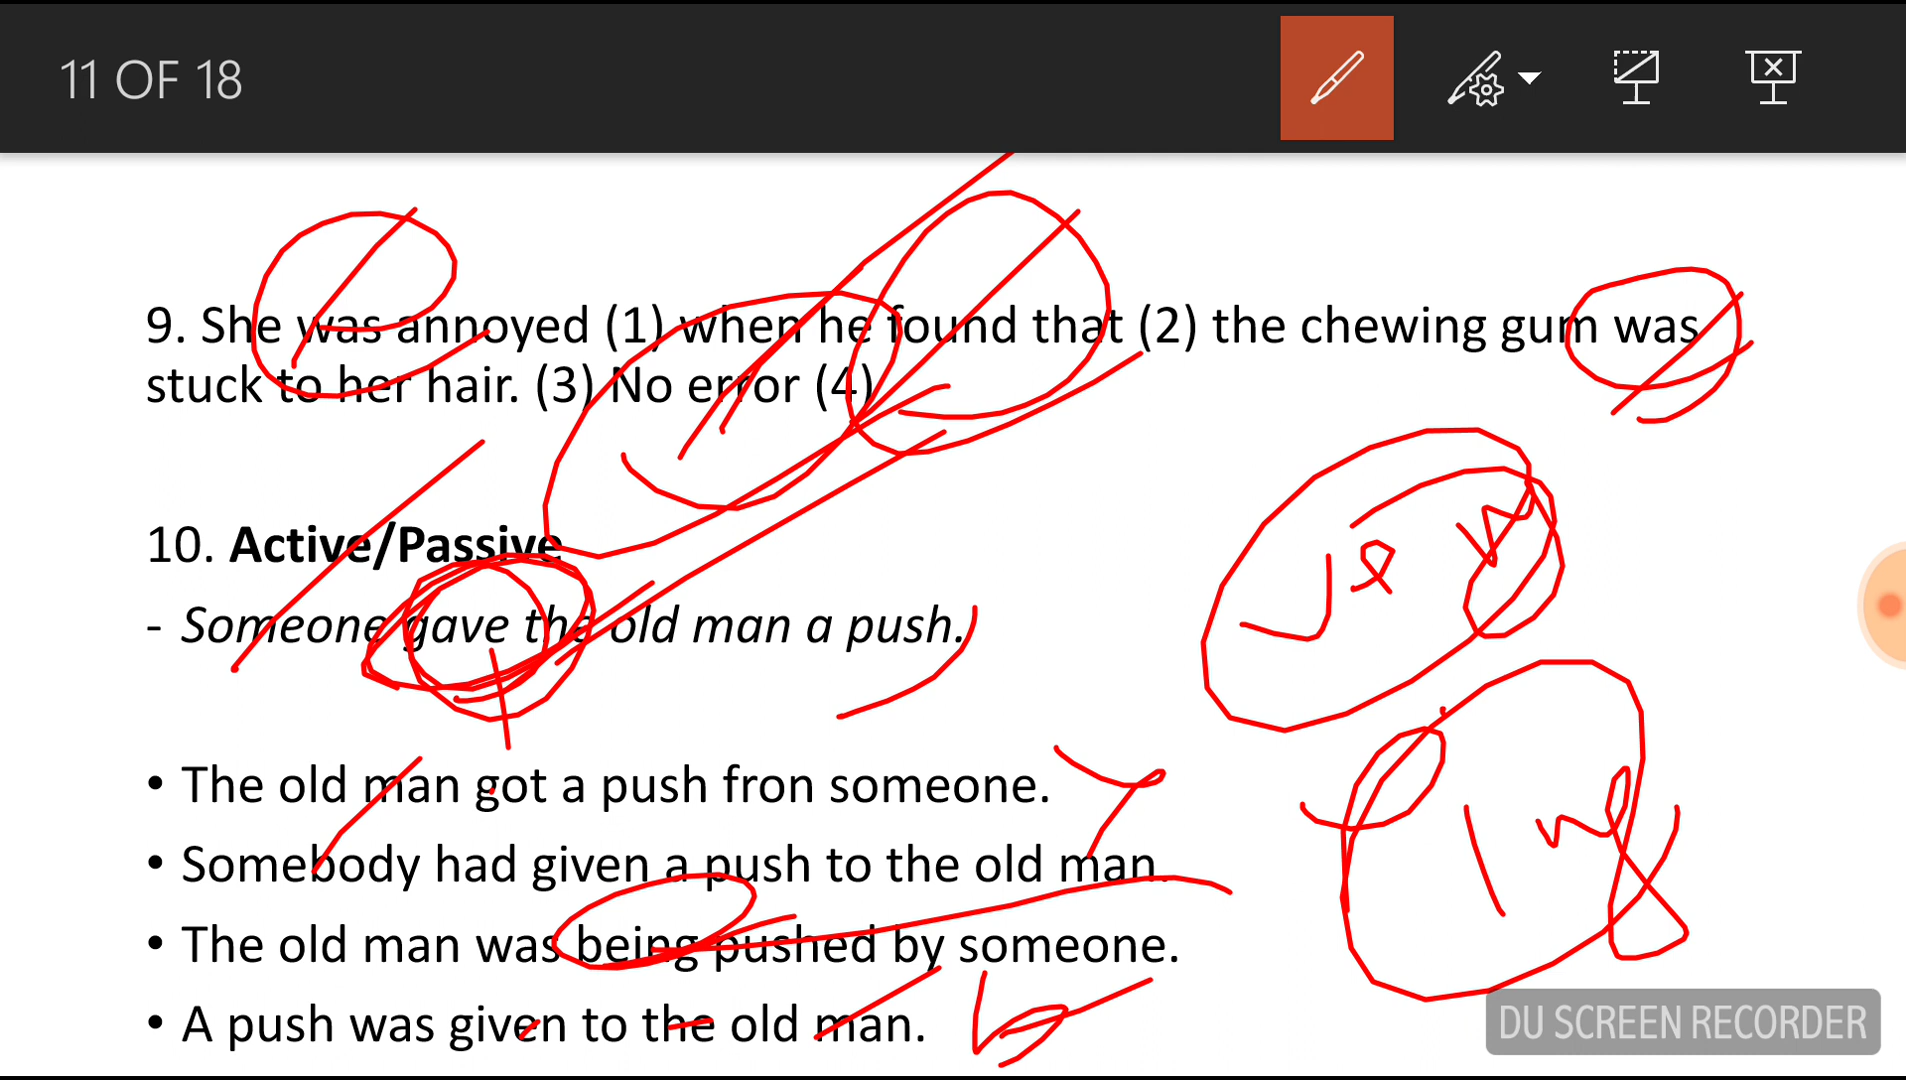 11 OF 18
9. She was annoyed (1) when he found that (2) the chewing gum was
stuck to her hair. (3) No error (4)
10. Active/Passive
- Someone gave the old man a push.
• The old man got a push fron someone.
• Somebody had given a push to the old man.
• The old man was being pushed by someone.
• A push was given to the old man.
DU SCREEN RECORDER